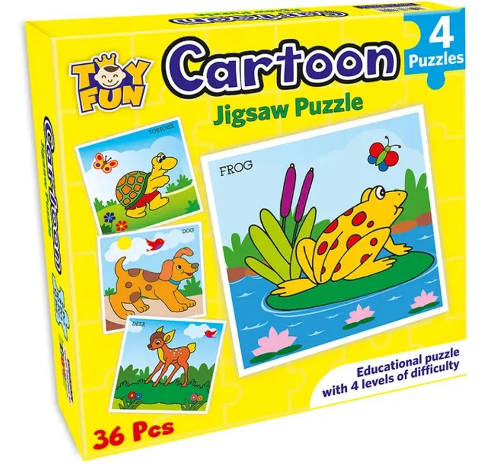 TOY
FUN
Cartoon
Jigsaw Puzzle
4
Puzzles
TORTOISE
FROG
DOG
DEER
Educational puzzle
with 4 levels of difficulty
36 Pcs
Cartoon